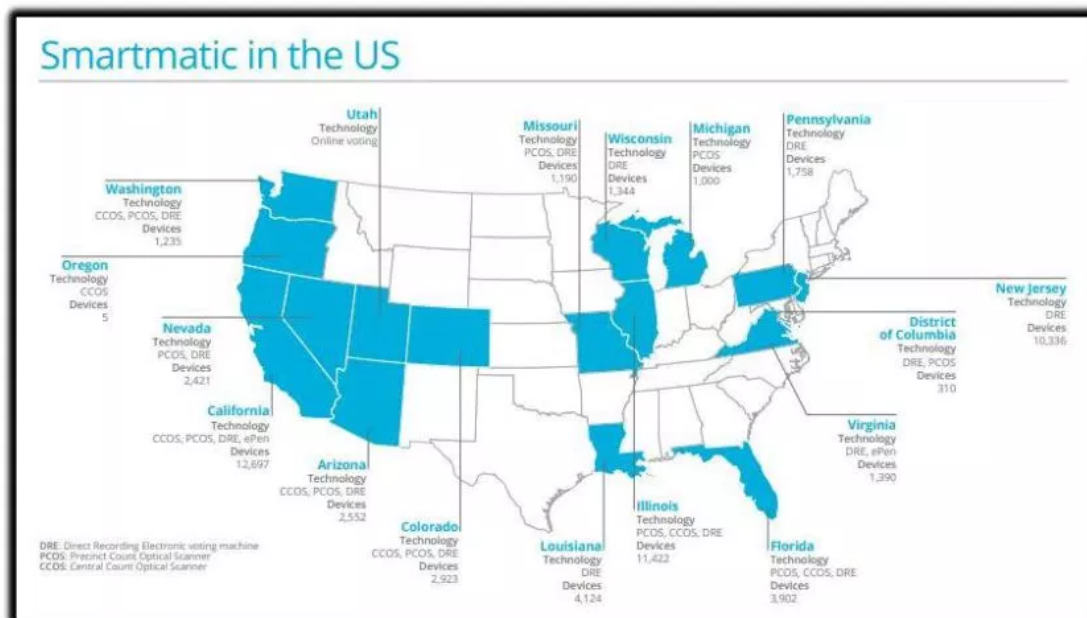 Smartmatic in the US
Utah
Technology
Online voting
Missouri
Technology
PCOS, DRE
Devices
1,190
Wisconsin
Technology
DRE
Devices
1,344
Michigan
Technology
PCOS
Devices
1,000
Pennsylvania
Technology
DRE
Devices
1,758
Washington
Technology
CCOS, PCOS, DRE
Devices
1,235
Oregon
Technology
CCOS
Devices
5
Nevada
Technology
PCOS, DRE
Devices
2,421
California
Technology
CCOS, PCOS, DRE, ePen
Devices
12,697
Arizona
Technology
CCOS, PCOS, DRE
Devices
2,552
Colorado
Technology
CCOS, PCOS, DRE
Devices
2,923
Louisiana
Technology
DRE
Devices
4,124
Illinois
Technology
PCOS, CCOS, DRE
Devices
11,422
Florida
Technology
PCOS, CCOS, DRE
Devices
3,902
Virginia
Technology
DRE, ePen
Devices
1,390
District
of Columbia
Technology
DRE, PCOS
Devices
310
New Jersey
Technology
DRE
Devices
10,336
DRE: Direct Recording Electronic voting machine
PCOS: Precinct Count Optical Scanner
CCOS: Central Count Optical Scanner